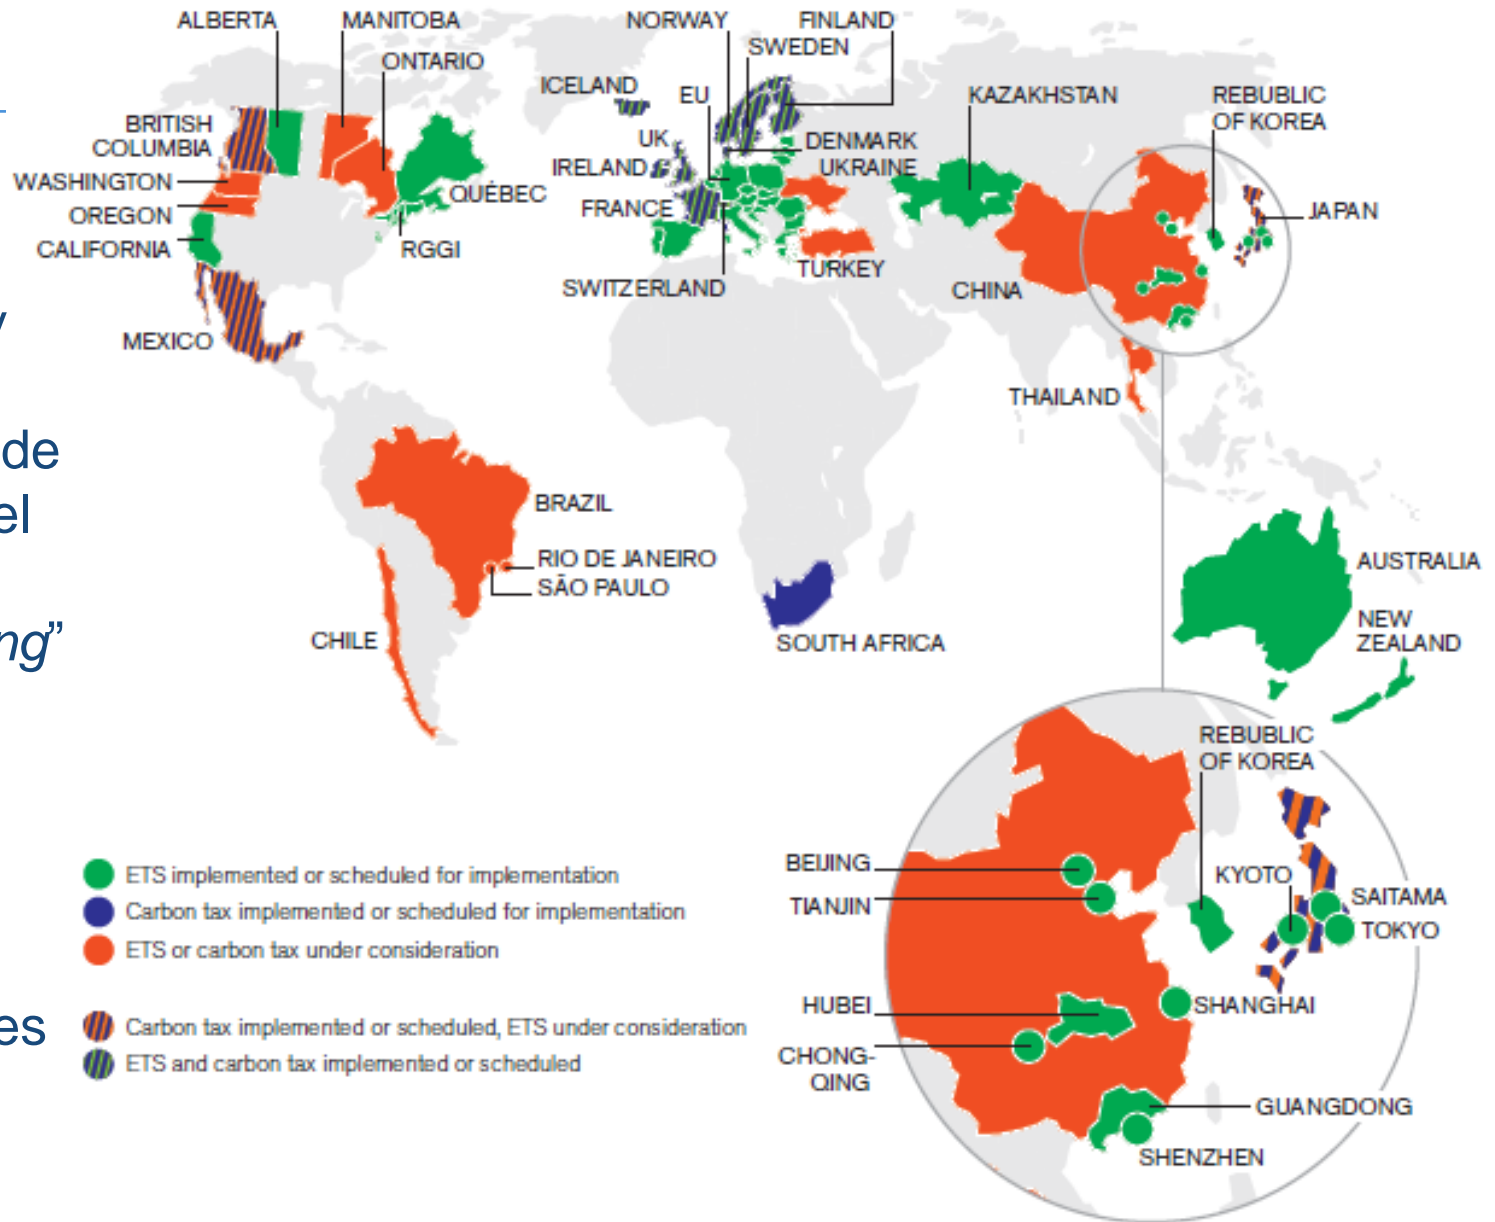 ALBERTA
MANITOBA
ONTARIO
BRITISH
COLUMBIA
WASHINGTON
OREGON
CALIFORNIA
QUÉBEC
RGGI
MEXICO
ICELAND
NORWAY
FINLAND
SWEDEN
EU
UK
IRELAND
FRANCE
DENMARK
UKRAINE
SWITZERLAND
TURKEY
KAZAKHSTAN
REBUBLIC
OF KOREA
JAPAN
CHINA
THAILAND
BRAZIL
RIO DE JANEIRO
SÃO PAULO
CHILE
SOUTH AFRICA
AUSTRALIA
NEW
ZEALAND
y
de
el
ng”
es
REBUBLIC
OF KOREA
BEIJING
TIANJIN
KYOTO
SAITAMA
TOKYO
HUBEI
SHANGHAI
CHONG-
QING
GUANGDONG
SHENZHEN
ETS implemented or scheduled for implementation
Carbon tax implemented or scheduled for implementation
ETS or carbon tax under consideration
Carbon tax implemented or scheduled, ETS under consideration
ETS and carbon tax implemented or scheduled